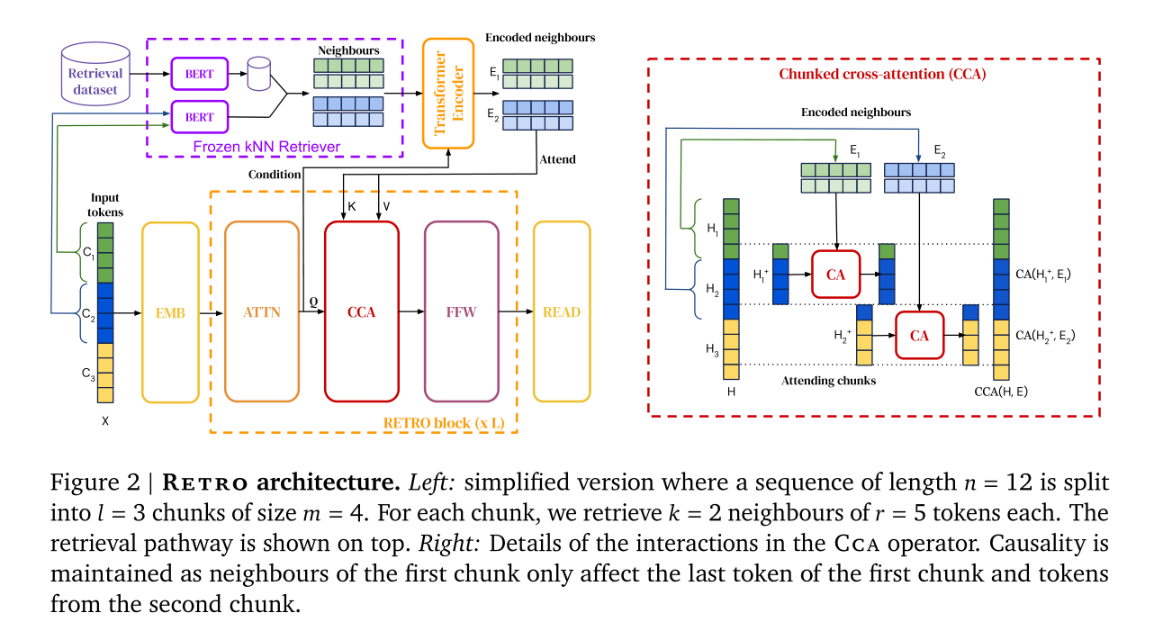 Retrieval
dataset
BERT
BERT
Neighbours
Frozen kNN Retriever
Transformer
Encoder
Encoded neighbours
E1
E2
Attend
Condition
Input
tokens
C1
C2
C3
X
EMB
ATTN
Q
K
V
CCA
FFW
READ
RETRO block (x L)
Chunked cross-attention (CCA)
Encoded neighbours
E1
E2
H1
H2
H3
H
H1+
CA
H2+
CA
Attending chunks
CA(H1+, E1)
CA(H2+, E2)
CCA(H, E)
Figure 2 | RETRO architecture. Left: simplified version where a sequence of length n = 12 is split
into l = 3 chunks of size m = 4. For each chunk, we retrieve k = 2 neighbours of r = 5 tokens each. The
retrieval pathway is shown on top. Right: Details of the interactions in the CCA operator. Causality is
maintained as neighbours of the first chunk only affect the last token of the first chunk and tokens
from the second chunk.